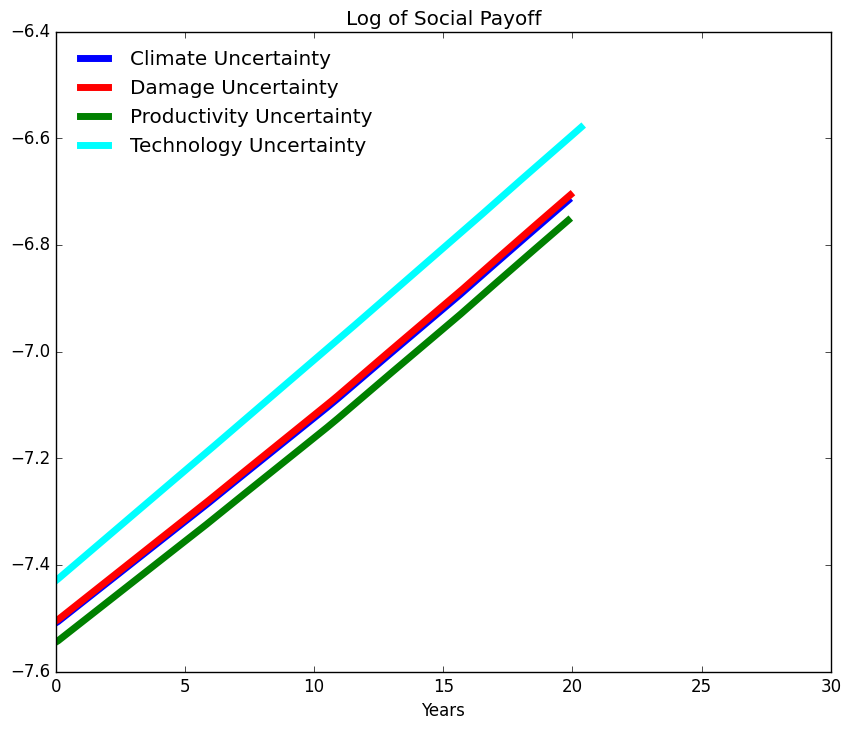 Log of Social Payoff
−6.4
Climate Uncertainty
Damage Uncertainty
Productivity Uncertainty
Technology Uncertainty
−6.6
−6.8
−7.0
−7.2
−7.4
−7.6
0 5 10 15 20 25 30
Years